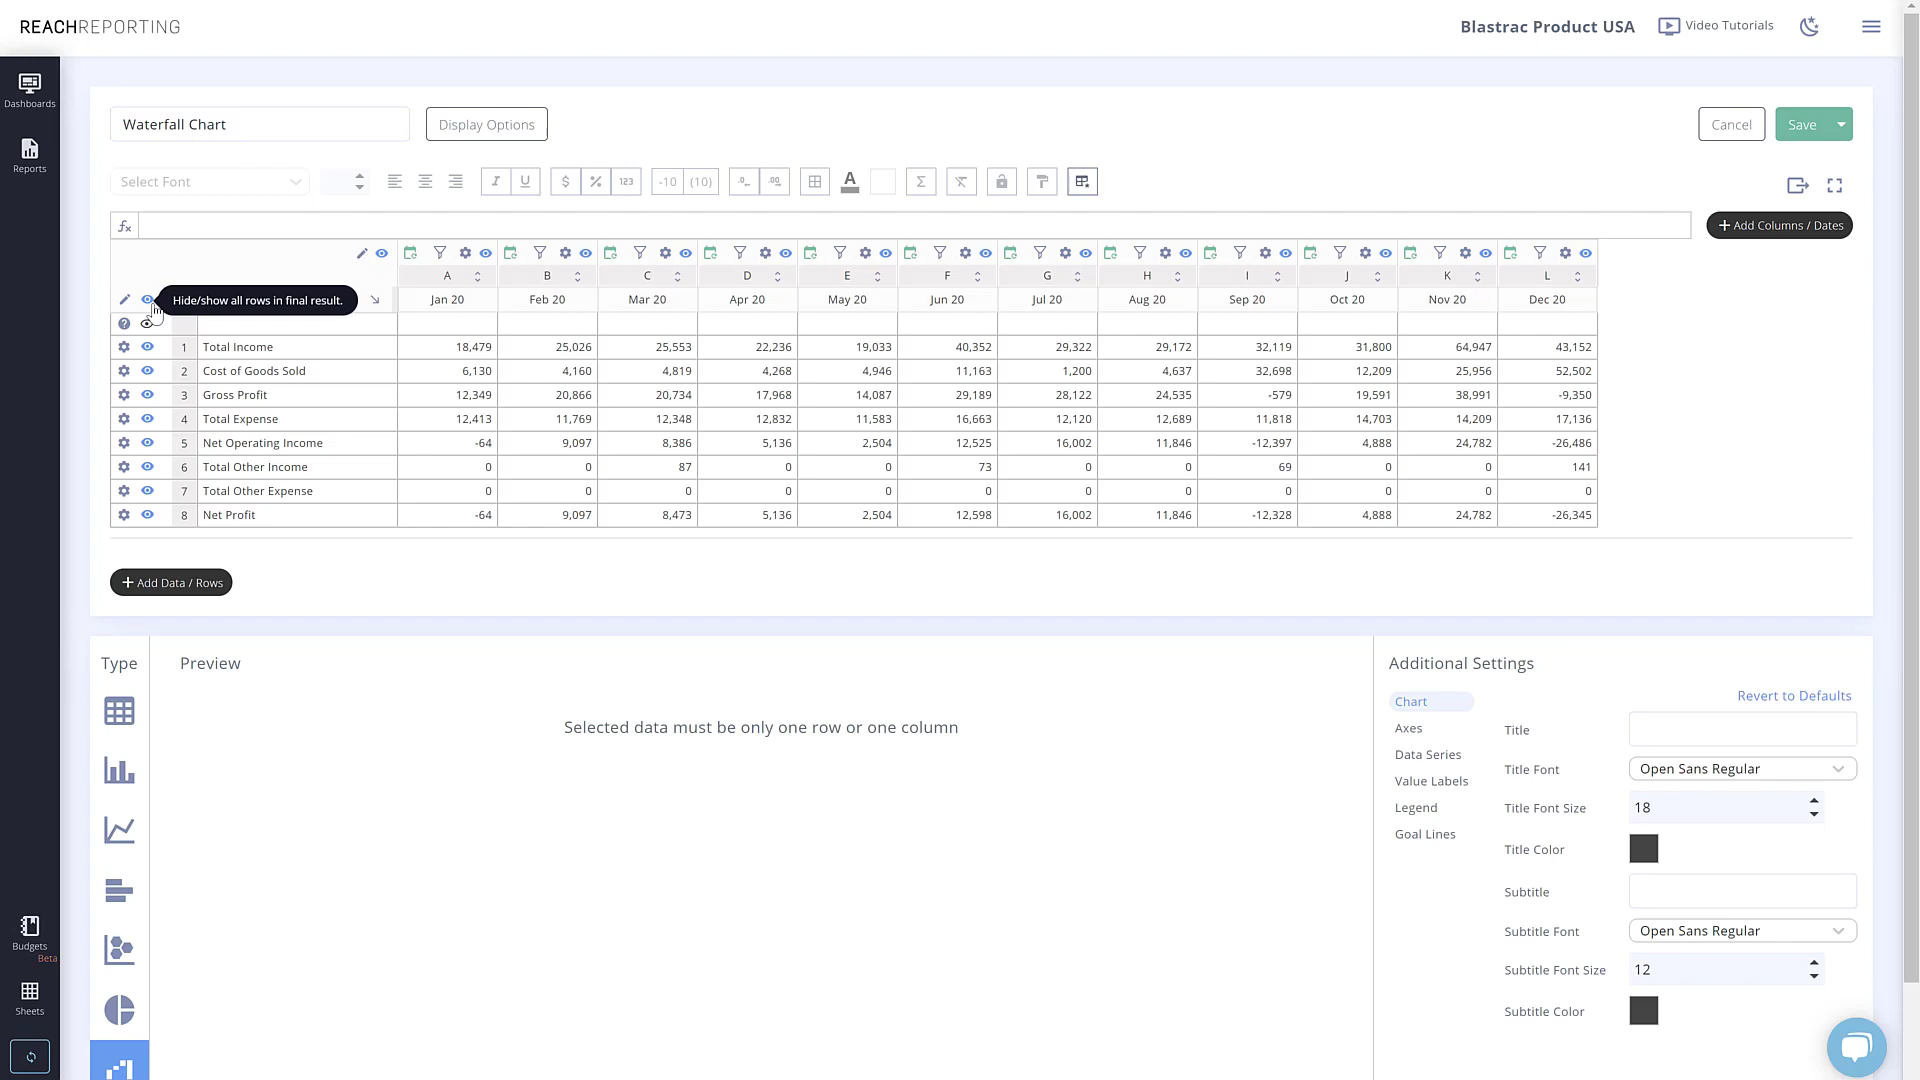 REACHREPORTING
Blastrac Product USA
Video Tutorials
Dashboards
Reports
Budgets
Beta
Sheets
Waterfall Chart
Display Options
Cancel
Save
Select Font
I U $ % 123 -10 (10) .0 .00 A Σ
fx
+ Add Columns / Dates
A B C D E F G H I J K L
Hide/show all rows in final result.
Jan 20 Feb 20 Mar 20 Apr 20 May 20 Jun 20 Jul 20 Aug 20 Sep 20 Oct 20 Nov 20 Dec 20
1 Total Income 18,479 25,026 25,553 22,236 19,033 40,352 29,322 29,172 32,119 31,800 64,947 43,152
2 Cost of Goods Sold 6,130 4,160 4,819 4,268 4,946 11,163 1,200 4,637 32,698 12,209 25,956 52,502
3 Gross Profit 12,349 20,866 20,734 17,968 14,087 29,189 28,122 24,535 -579 19,591 38,991 -9,350
4 Total Expense 12,413 11,769 12,348 12,832 11,583 16,663 12,120 12,689 11,818 14,703 14,209 17,136
5 Net Operating Income -64 9,097 8,386 5,136 2,504 12,525 16,002 11,846 -12,397 4,888 24,782 -26,486
6 Total Other Income 0 0 87 0 0 73 0 0 69 0 0 141
7 Total Other Expense 0 0 0 0 0 0 0 0 0 0 0 0
8 Net Profit -64 9,097 8,473 5,136 2,504 12,598 16,002 11,846 -12,328 4,888 24,782 -26,345
+ Add Data / Rows
Type
Preview
Selected data must be only one row or one column
Additional Settings
Revert to Defaults
Chart
Axes
Data Series
Value Labels
Legend
Goal Lines
Title
Title Font Open Sans Regular
Title Font Size 18
Title Color
Subtitle
Subtitle Font Open Sans Regular
Subtitle Font Size 12
Subtitle Color